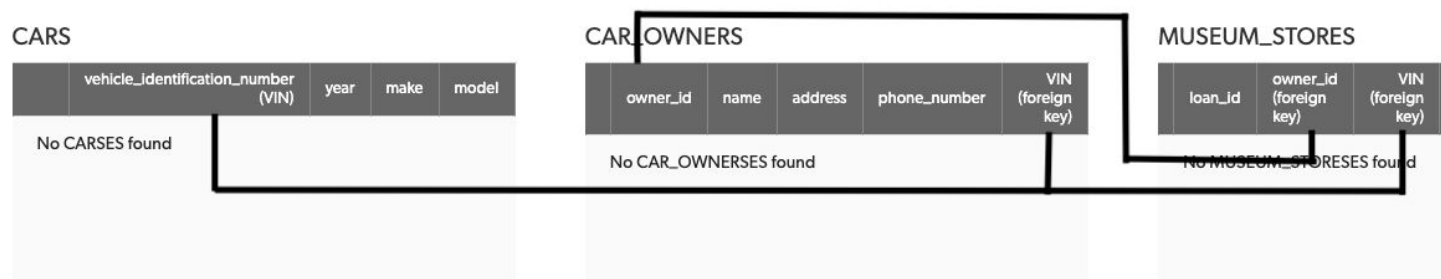 CARS
vehicle_identification_number
(VIN)
year
make
model
No CARSES found
CAR_OWNERS
owner_id
name
address
phone_number
VIN
(foreign
key)
No CAR_OWNERSES found
MUSEUM_STORES
loan_id
owner_id
(foreign
key)
VIN
(foreign
key)
No MUSEUM_STORESES found